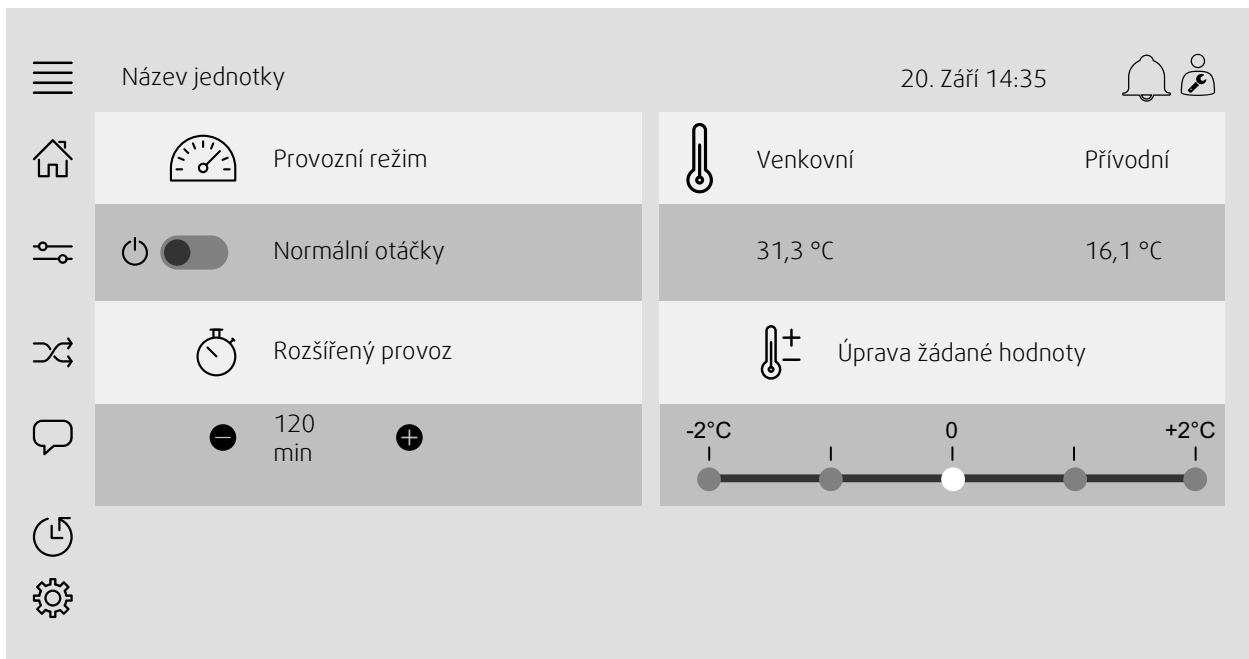 Název jednotky
20. Září 14:35
Provozní režim
Venkovní
Přívodní
Normální otáčky
31,3 °C
16,1 °C
Rozšířený provoz
Úprava žádané hodnoty
120
min
-2°C
0
+2°C